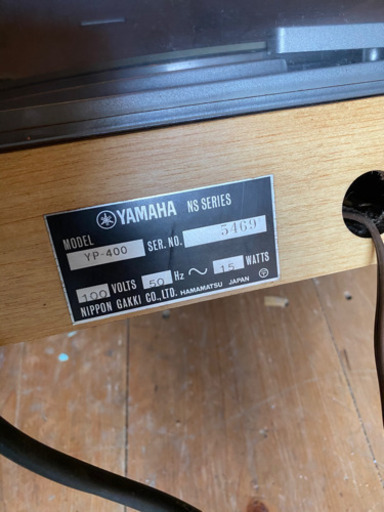 YAMAHA NS SERIES
MODEL YP-400 SER. NO. 5469
100 VOLTS 50 Hz ~ 15 WATTS
NIPPON GAKKI CO., LTD. HAMAMATSU JAPAN